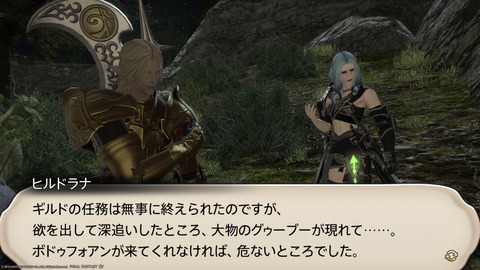 ヒルドラナ
ギルドの任務は無事に終えられたのですが、
欲を出して深追いしたところ、大物のグゥーブーが現れて……。
ボドゥフォアンが来てくれなければ、危ないところでした。
FINAL FANTASY XIV